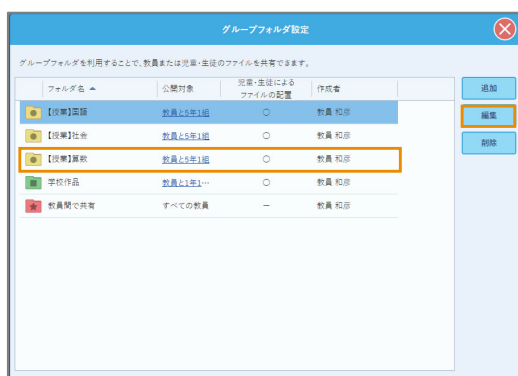 グループフォルダ設定
グループフォルダを利用することで、教員または児童・生徒のファイルを共有できます。
フォルダ名 公開対象 児童・生徒による
ファイルの配置 作成者
【授業】国語 教員と5年1組 ○ 教員 和彦
【授業】社会 教員と5年1組 ○ 教員 和彦
【授業】算数 教員と5年1組 ○ 教員 和彦
学校作品 教員と1年1… ○ 教員 和彦
教員間で共有 すべての教員 － 教員 和彦
追加
編集
削除